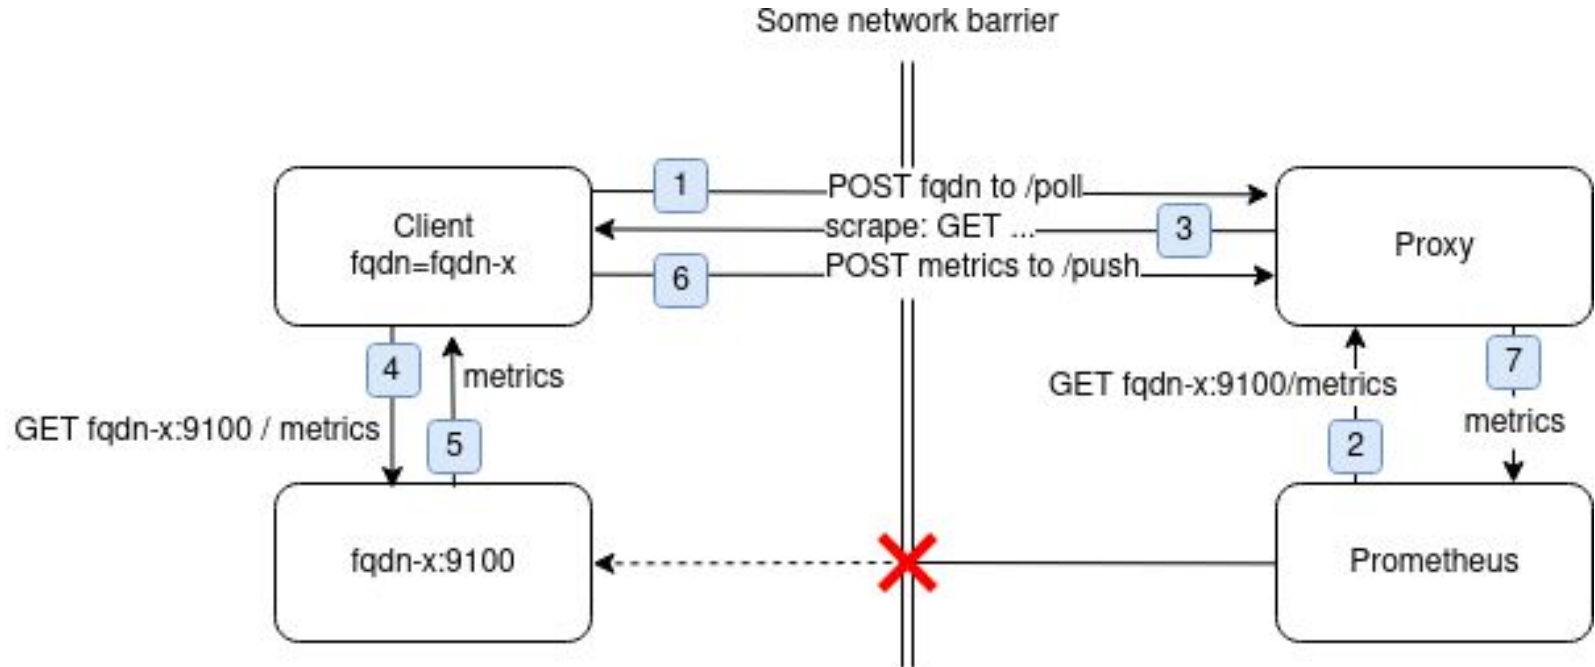 Some network barrier
1
POST fqdn to /poll
Client
fqdn=fqdn-x
scrape: GET ...
3
Proxy
6
POST metrics to /push
4
metrics
GET fqdn-x:9100 / metrics
5
GET fqdn-x:9100/metrics
7
metrics
2
fqdn-x:9100
Prometheus